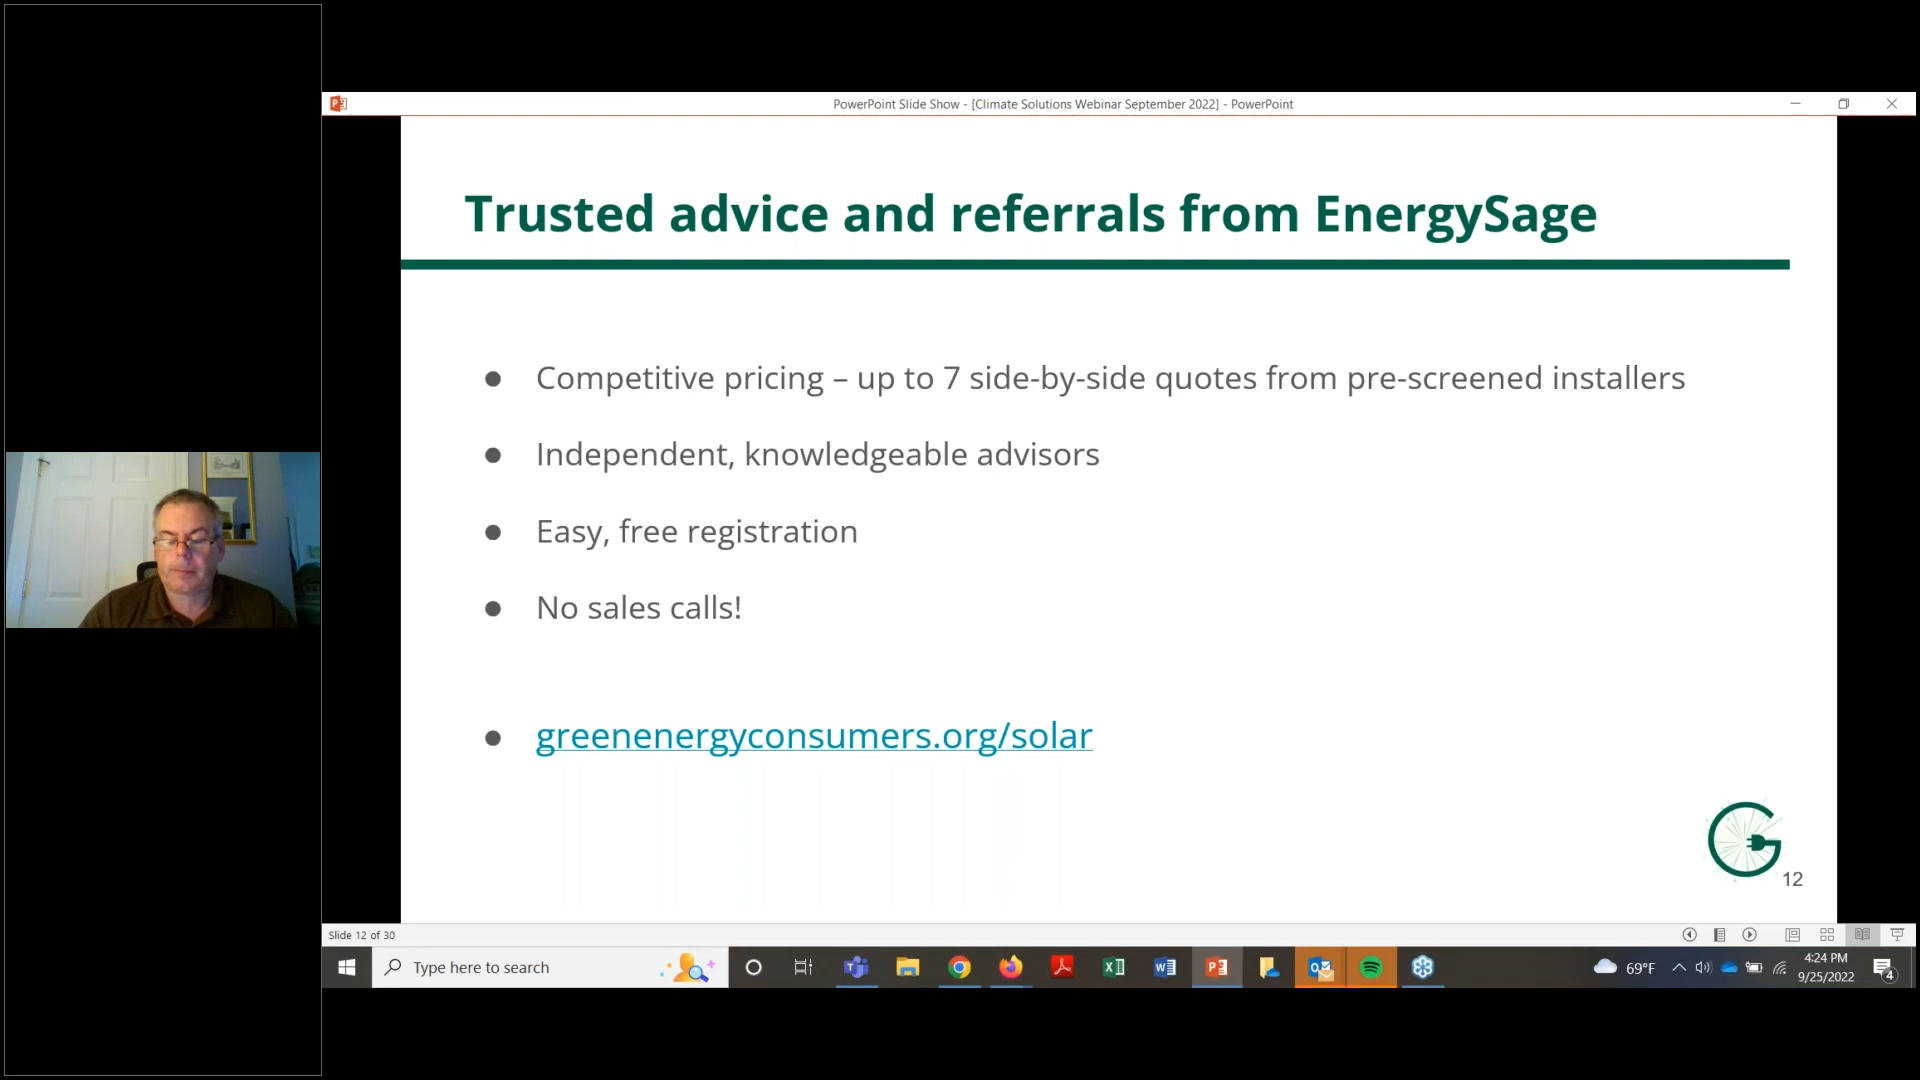 PowerPoint Slide Show - [Climate Solutions Webinar September 2022] - PowerPoint
Trusted advice and referrals from EnergySage
● Competitive pricing – up to 7 side-by-side quotes from pre-screened installers
● Independent, knowledgeable advisors
● Easy, free registration
● No sales calls!
● greenenergyconsumers.org/solar
12
Slide 12 of 30
Type here to search
69°F
4:24 PM
9/25/2022
4